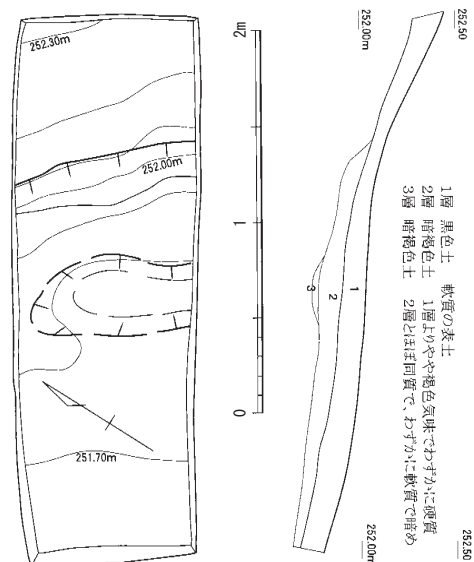 252.30m
252.00m
251.70m
2m
1
0
252.50
252.00m
252.50
252.00m
1
2
3
1層 黒色土 軟質の表土
2層 暗褐色土 1層よりやや褐色気味でわずかに硬質
3層 暗褐色土 2層とほぼ同質で、わずかに軟質で暗め